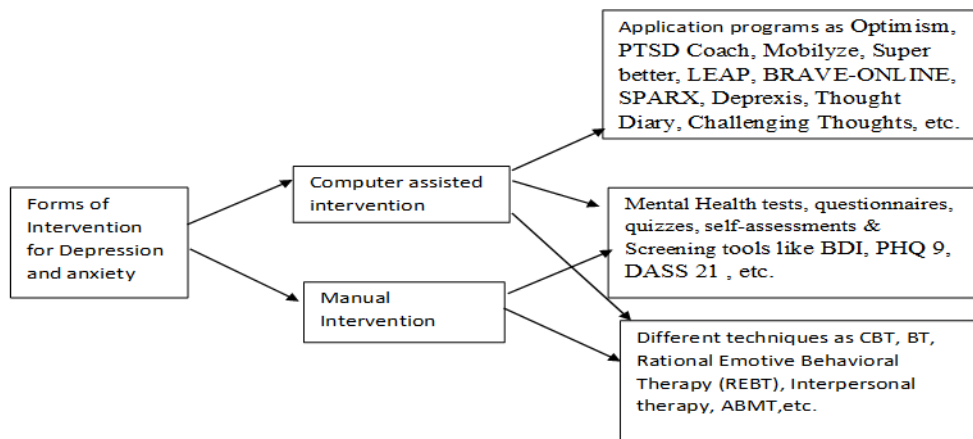 Application programs as Optimism,
PTSD Coach, Mobilyze, Super
better, LEAP, BRAVE-ONLINE,
SPARX, Deprexis, Thought
Diary, Challenging Thoughts, etc.
Computer assisted
intervention
Forms of
Intervention
for Depression
and anxiety
Mental Health tests, questionnaires,
quizzes, self-assessments &
Screening tools like BDI, PHQ 9,
DASS 21 , etc.
Manual
Intervention
Different techniques as CBT, BT,
Rational Emotive Behavioral
Therapy (REBT), Interpersonal
therapy, ABMT,etc.